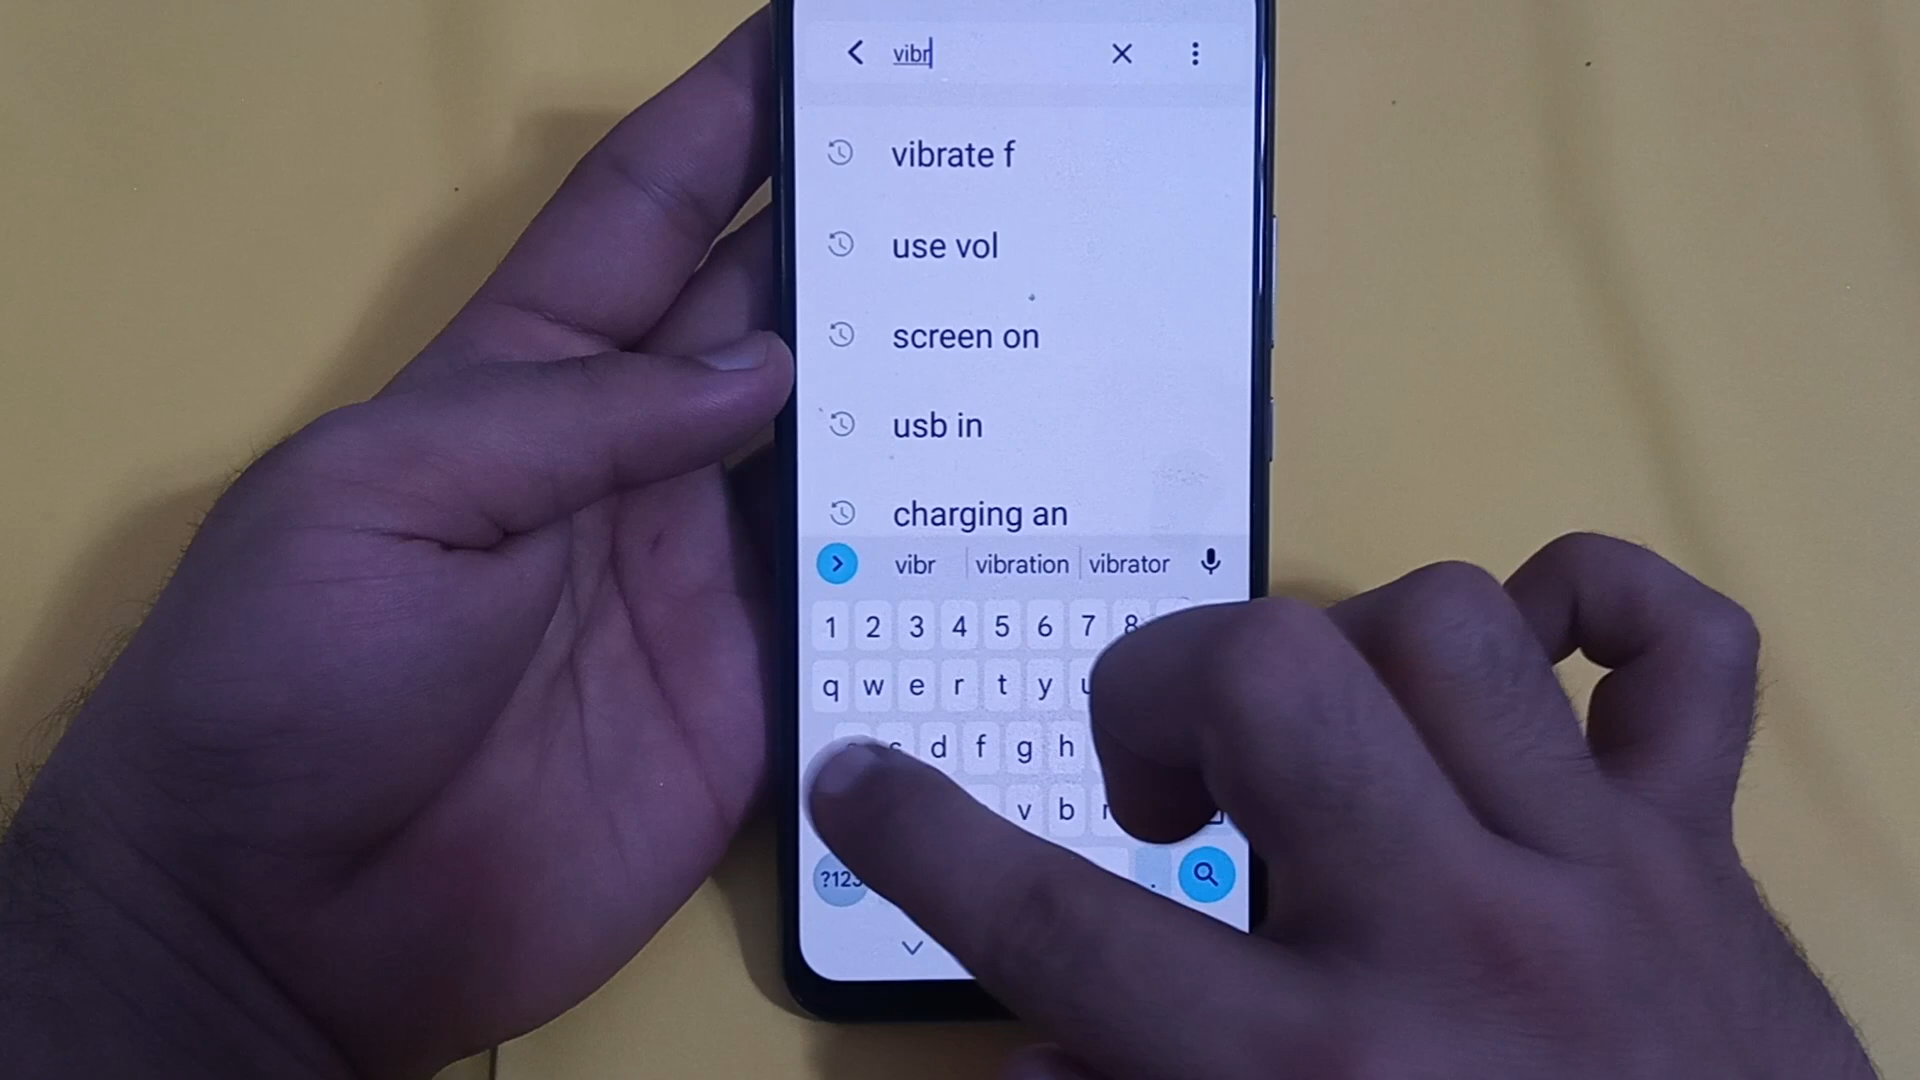 vibr
vibrate f
use vol
screen on
usb in
charging an
vibr vibration vibrator
1 2 3 4 5 6 7 8
q w e r t y u
s d f g h
v b
?123 .